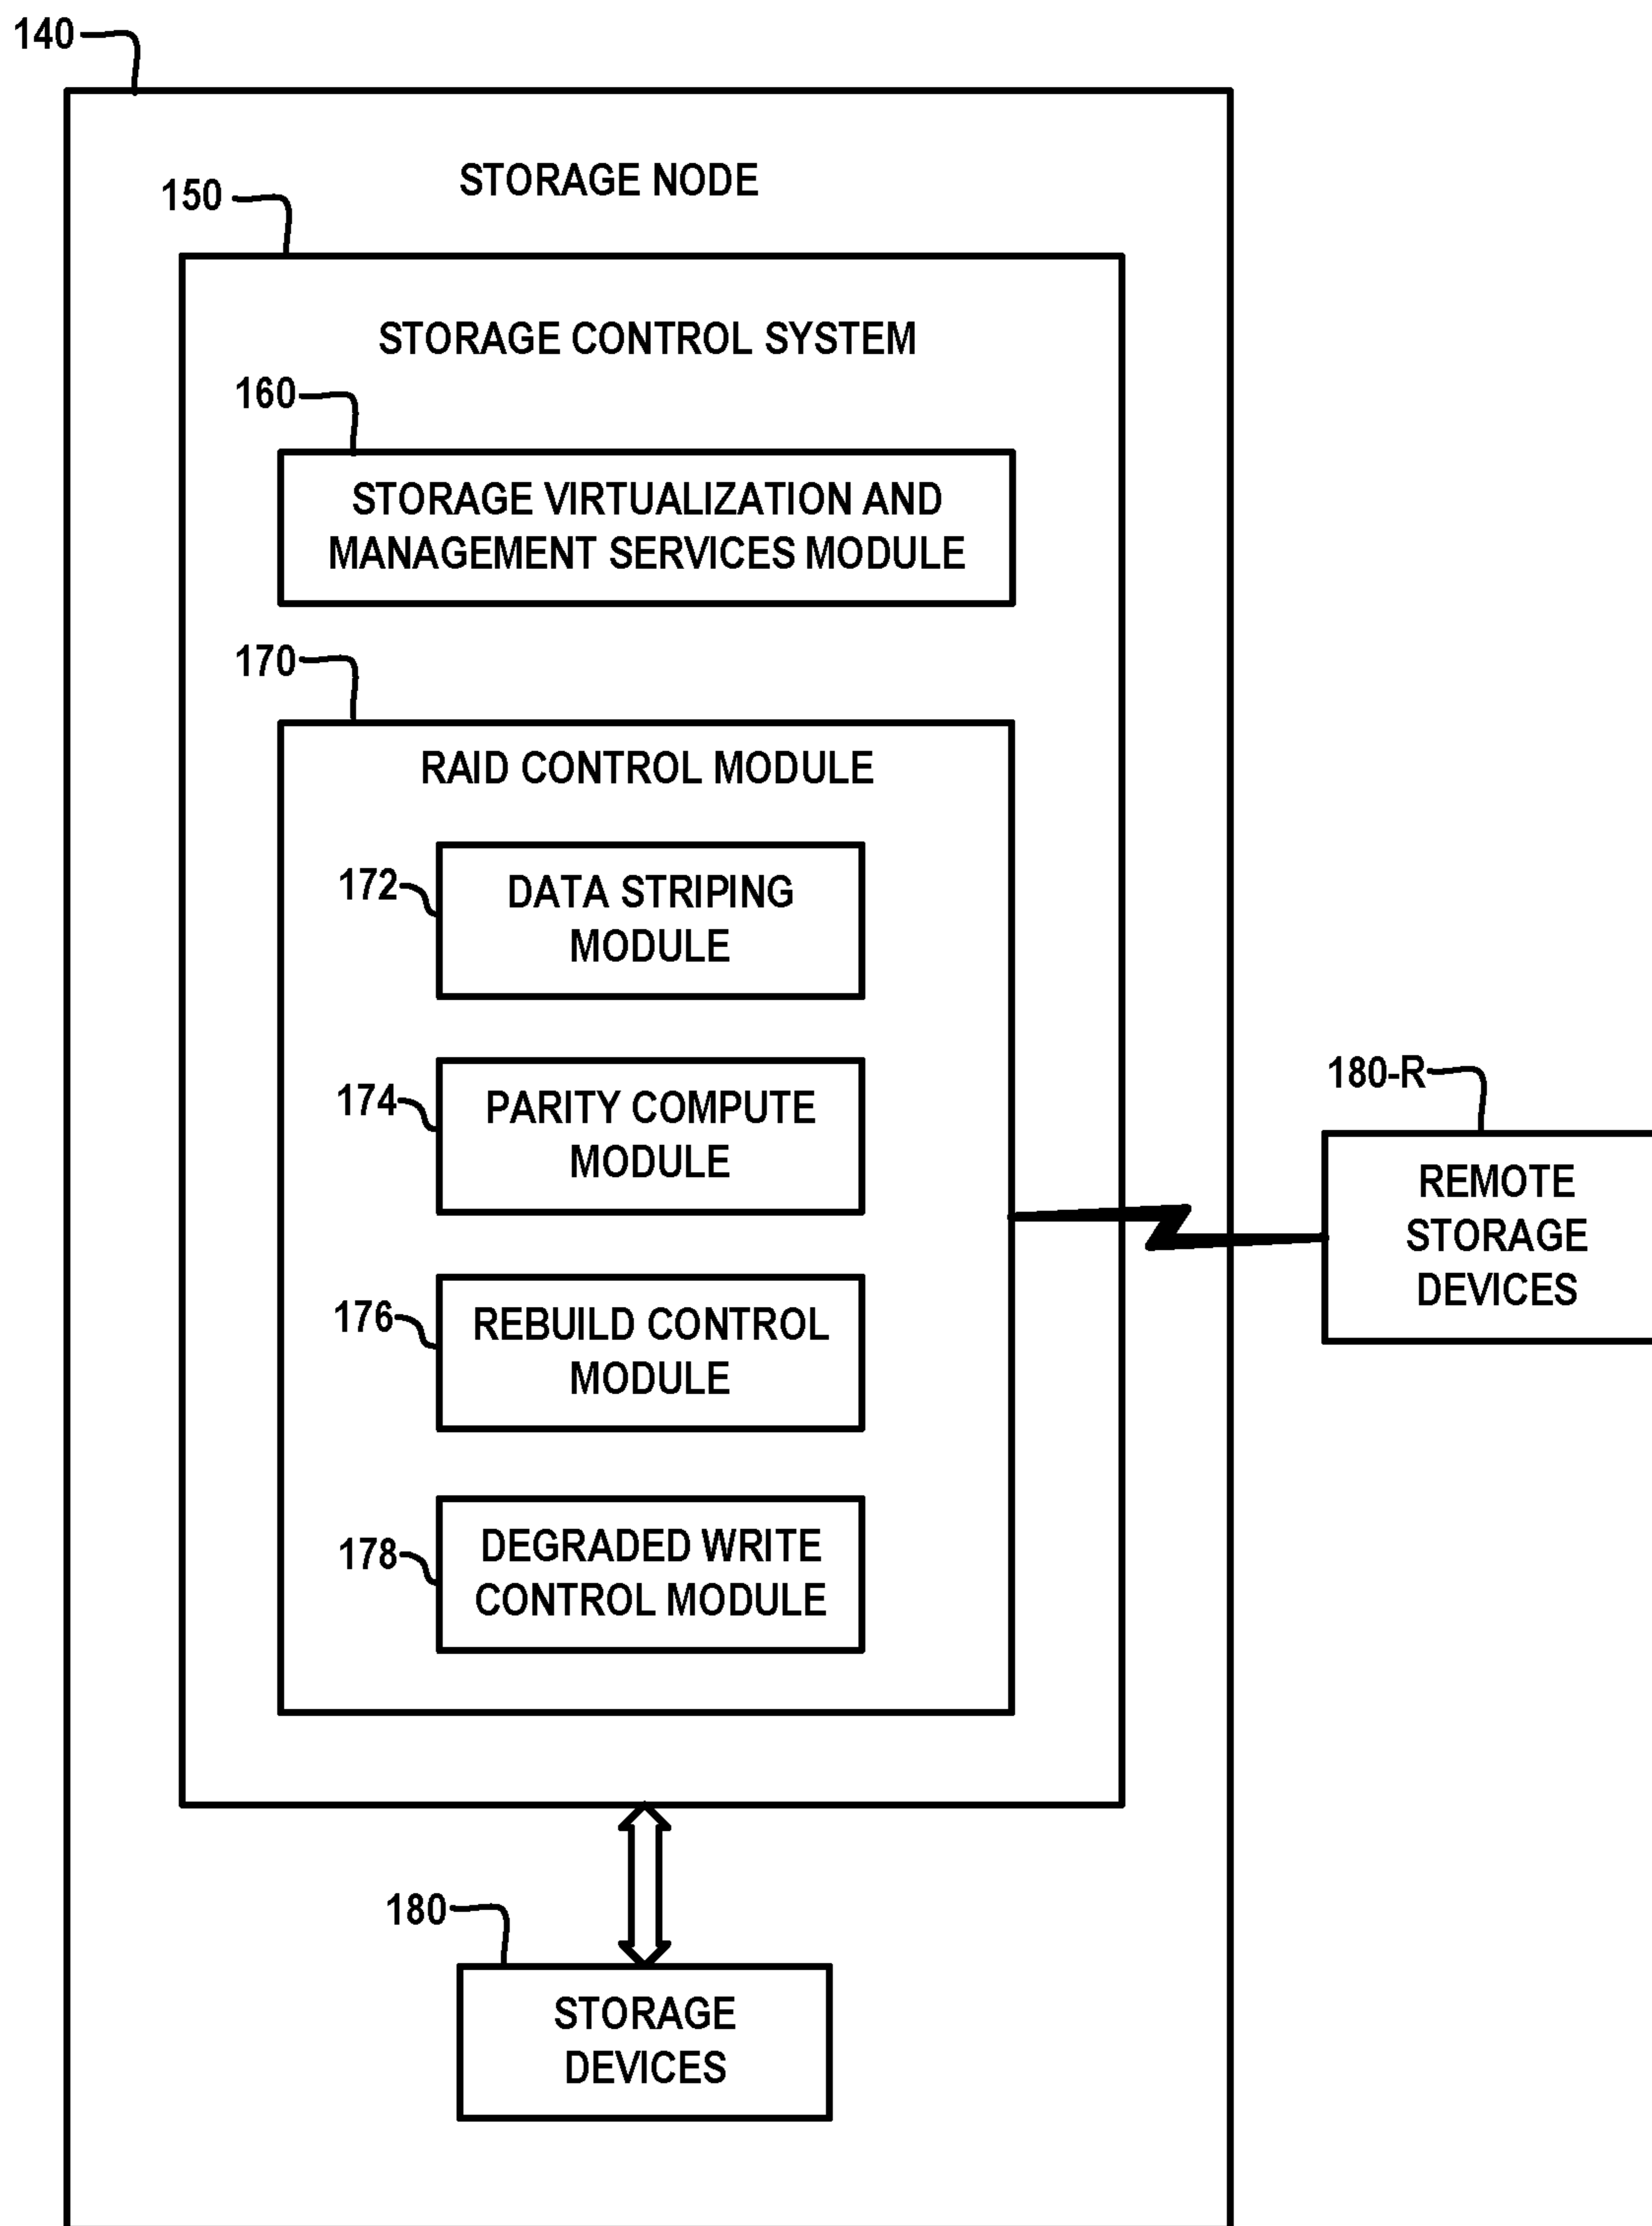 140
STORAGE NODE
150
STORAGE CONTROL SYSTEM
160
STORAGE VIRTUALIZATION AND
MANAGEMENT SERVICES MODULE
170
RAID CONTROL MODULE
172
DATA STRIPING
MODULE
174
PARITY COMPUTE
MODULE
176
REBUILD CONTROL
MODULE
178
DEGRADED WRITE
CONTROL MODULE
180-R
REMOTE
STORAGE
DEVICES
180
STORAGE
DEVICES